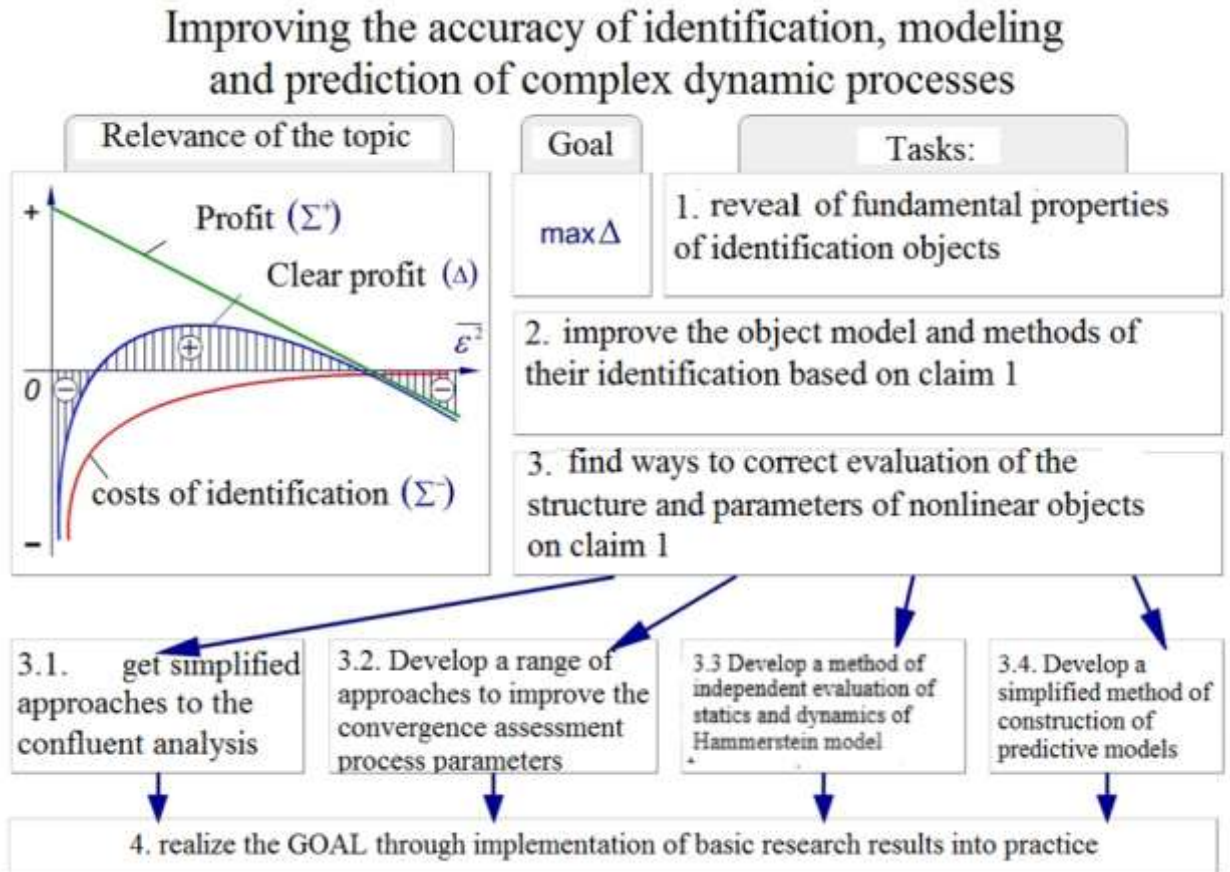 Improving the accuracy of identification, modeling
and prediction of complex dynamic processes
Relevance of the topic
Goal
Tasks:
+
Profit (Σ⁺)
Clear profit (Δ)
ε²
+
0
−
−
costs of identification (Σ⁻)
−
max Δ
1. reveal of fundamental properties
of identification objects
2. improve the object model and methods of
their identification based on claim 1
3. find ways to correct evaluation of the
structure and parameters of nonlinear objects
on claim 1
3.1. get simplified
approaches to the
confluent analysis
3.2. Develop a range of
approaches to improve the
convergence assessment
process parameters
3.3 Develop a method of
independent evaluation of
statics and dynamics of
Hammerstein model
3.4. Develop a
simplified method of
construction of
predictive models
4. realize the GOAL through implementation of basic research results into practice